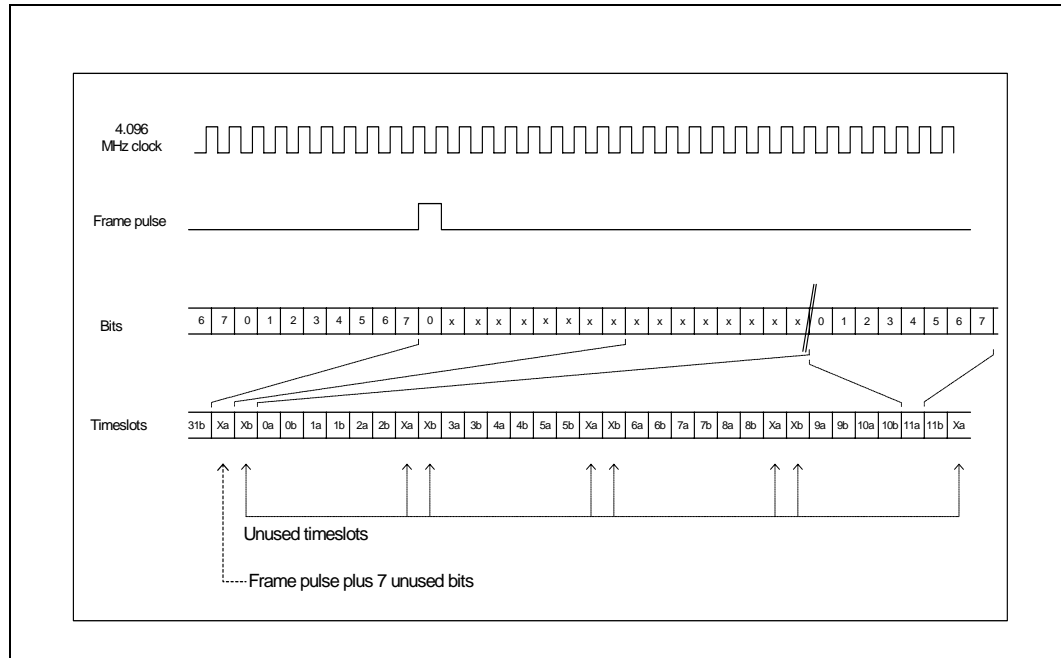 4.096
MHz clock
Frame pulse
Bits
6 7 0 1 2 3 4 5 6 7 0 x x x x x x x x x x x x x x x x 0 1 2 3 4 5 6 7
Timeslots
31b Xa Xb 0a 0b 1a 1b 2a 2b Xa Xb 3a 3b 4a 4b 5a 5b Xa Xb 6a 6b 7a 7b 8a 8b Xa Xb 9a 9b 10a 10b 11a 11b Xa
Unused timeslots
Frame pulse plus 7 unused bits